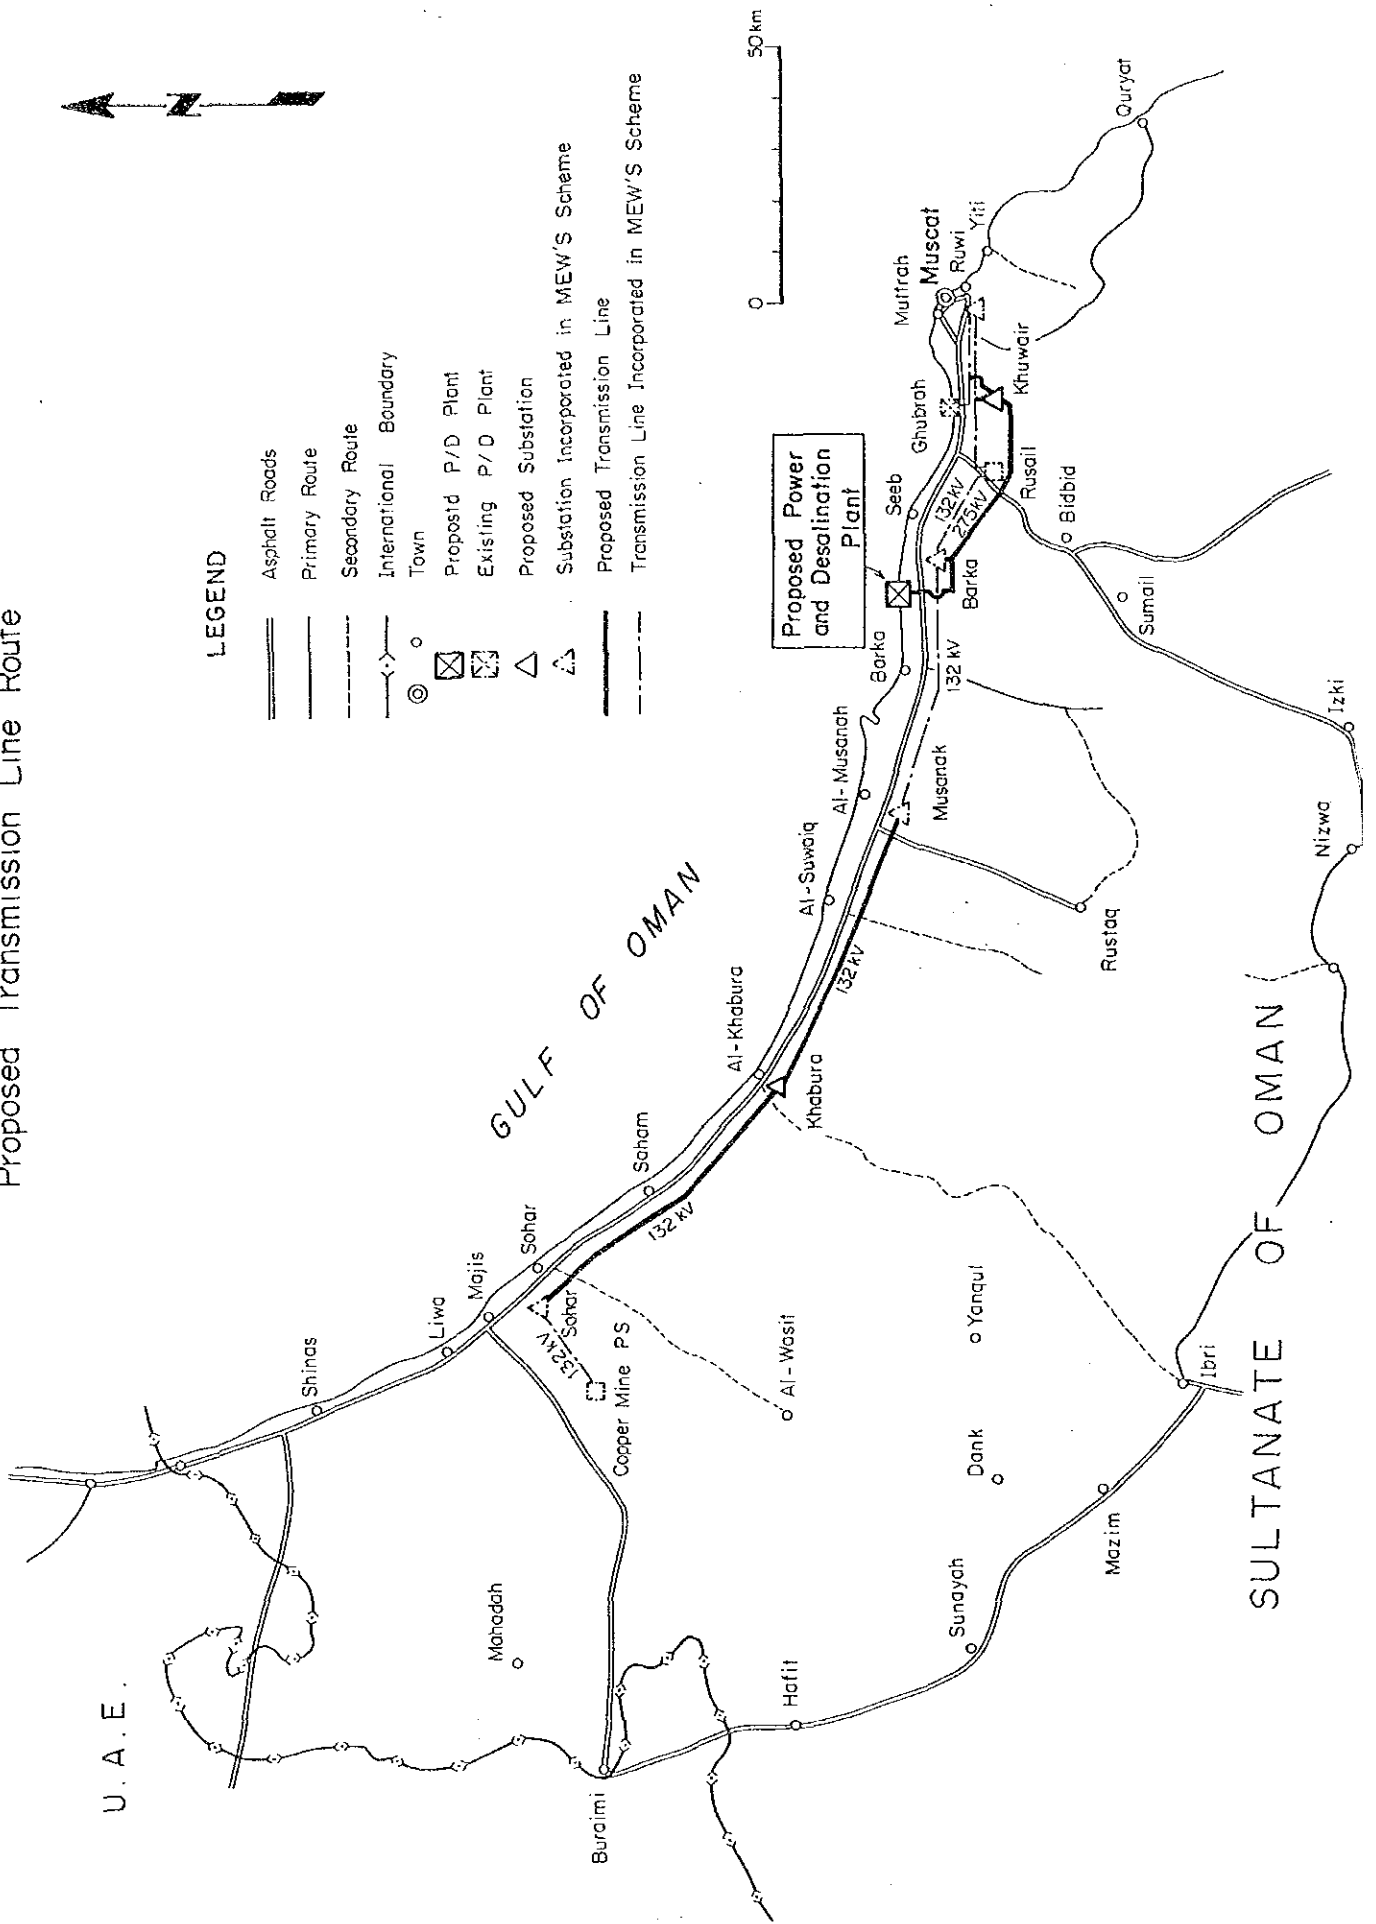 Proposed Transmission Line Route
N
LEGEND
Asphalt Roads
Primary Route
Secondary Route
International Boundary
Town
Propostd P/D Plant
Existing P/D Plant
Proposed Substation
Substation Incorporated in MEW'S Scheme
Proposed Transmission Line
Transmission Line Incorporated in MEW'S Scheme
0
50km
U.A.E.
GULF OF OMAN
SULTANATE OF OMAN
Shinas
Liwa
Majis
Sohar
Sohar
132kV
Copper Mine PS
Saham
132 kV
Al-Khabura
Khabura
132 kV
Al-Suwaiq
Al-Musanah
Musanak
Barka
132 kV
Proposed Power
and Desalination
Plant
Barka
Seeb
132kV
275kV
Ghubrah
Rusail
Khuwair
Muttrah
Muscat
Ruwi
Yiti
Quryat
Bidbid
Sumail
Izki
Nizwa
Rustaq
Mahadah
Buraimi
Hafit
Sunayah
Dank
Yanqul
Al-Wasit
Mazim
Ibri